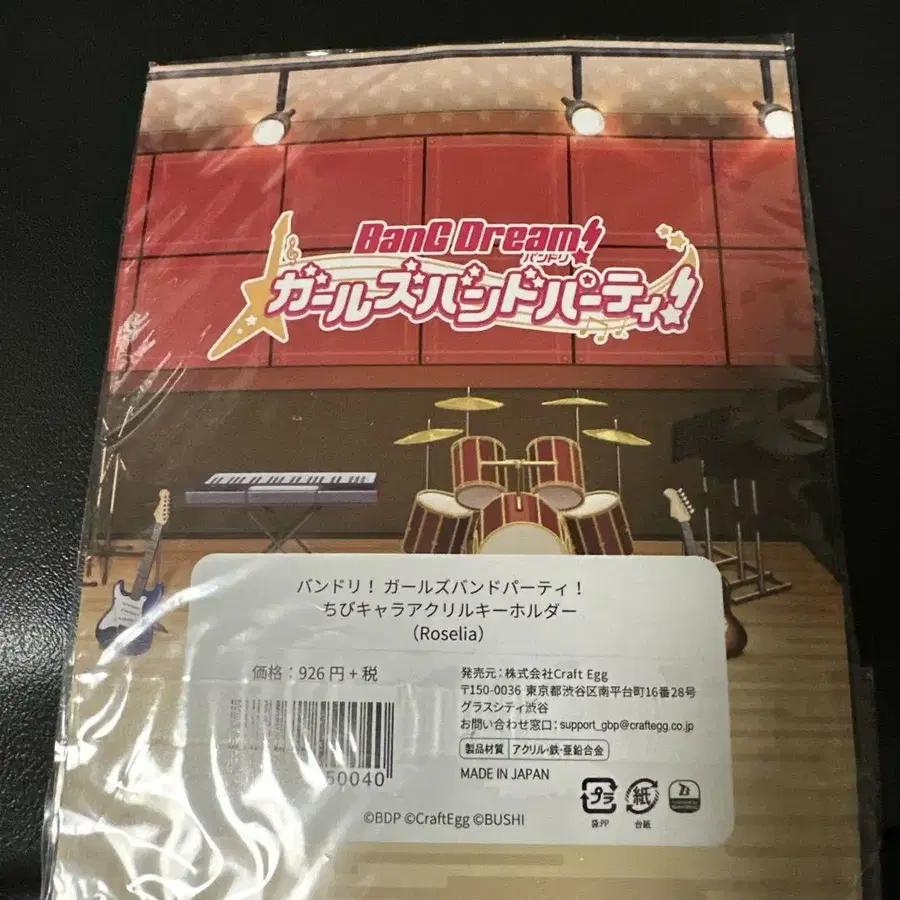 BanG Dream!
バンドリ!
ガールズバンドパーティ!
バンドリ! ガールズバンドパーティ!
ちびキャラアクリルキーホルダー
(Roselia)
価格:926円+税
50040
発売元:株式会社Craft Egg
〒150-0036 東京都渋谷区南平台町16番28号
グラスシティ渋谷
お問い合わせ窓口:support_gbp@craftegg.co.jp
製品材質 アクリル・鉄・亜鉛合金
MADE IN JAPAN
プラ 紙
袋:PP 台紙
©BDP ©CraftEgg ©BUSHI